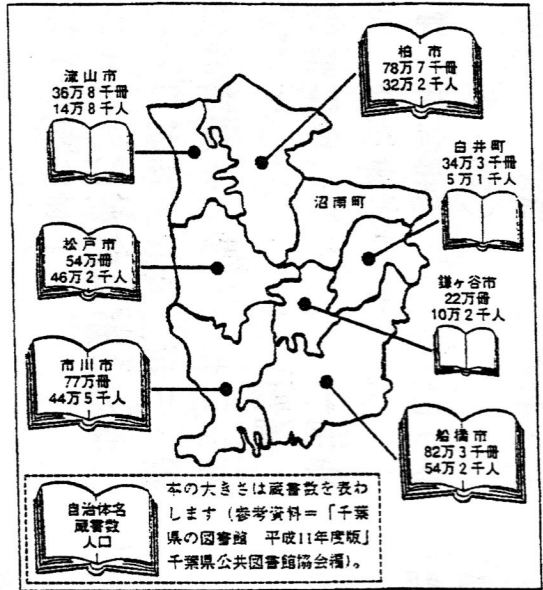 流山市
36万8千冊
14万8千人
柏市
78万7千冊
32万2千人
白井町
34万3千冊
5万1千人
沼南町
松戸市
54万冊
46万2千人
鎌ヶ谷市
22万冊
10万2千人
市川市
77万冊
44万5千人
船橋市
82万3千冊
54万2千人
自治体名
蔵書数
人口
本の大きさは蔵書数を表わ
します(参考資料=「千葉
県の図書館 平成11年度版」
千葉県公共図書館協会編)。